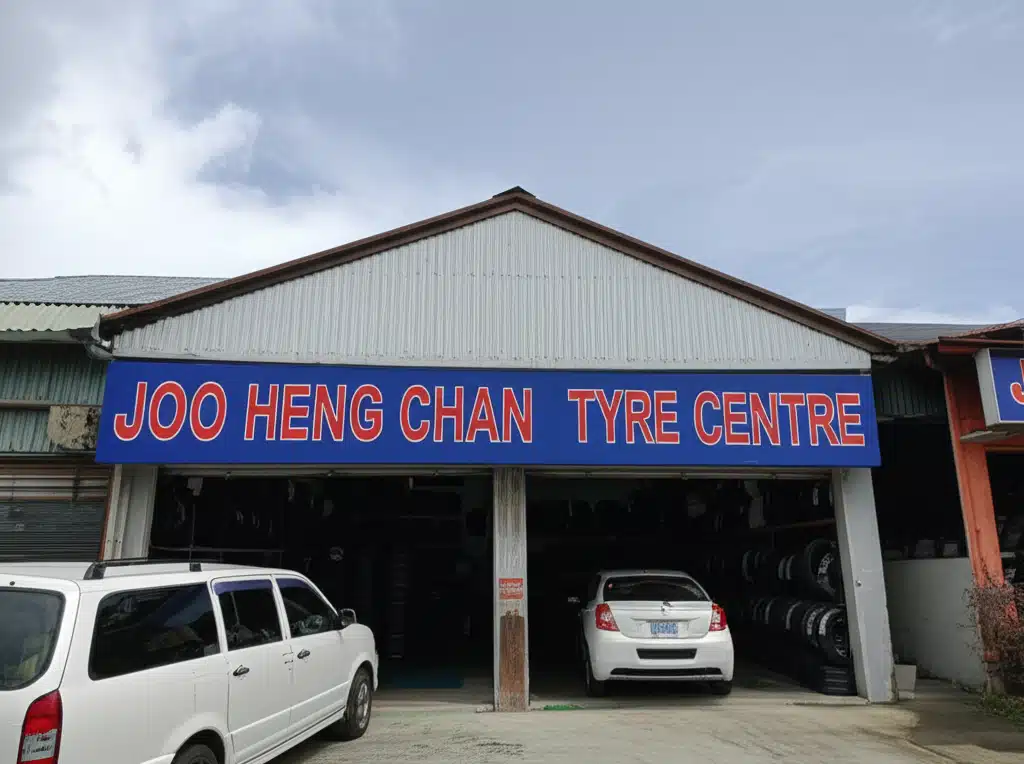 JOO HENG CHAN TYRE CENTRE
J